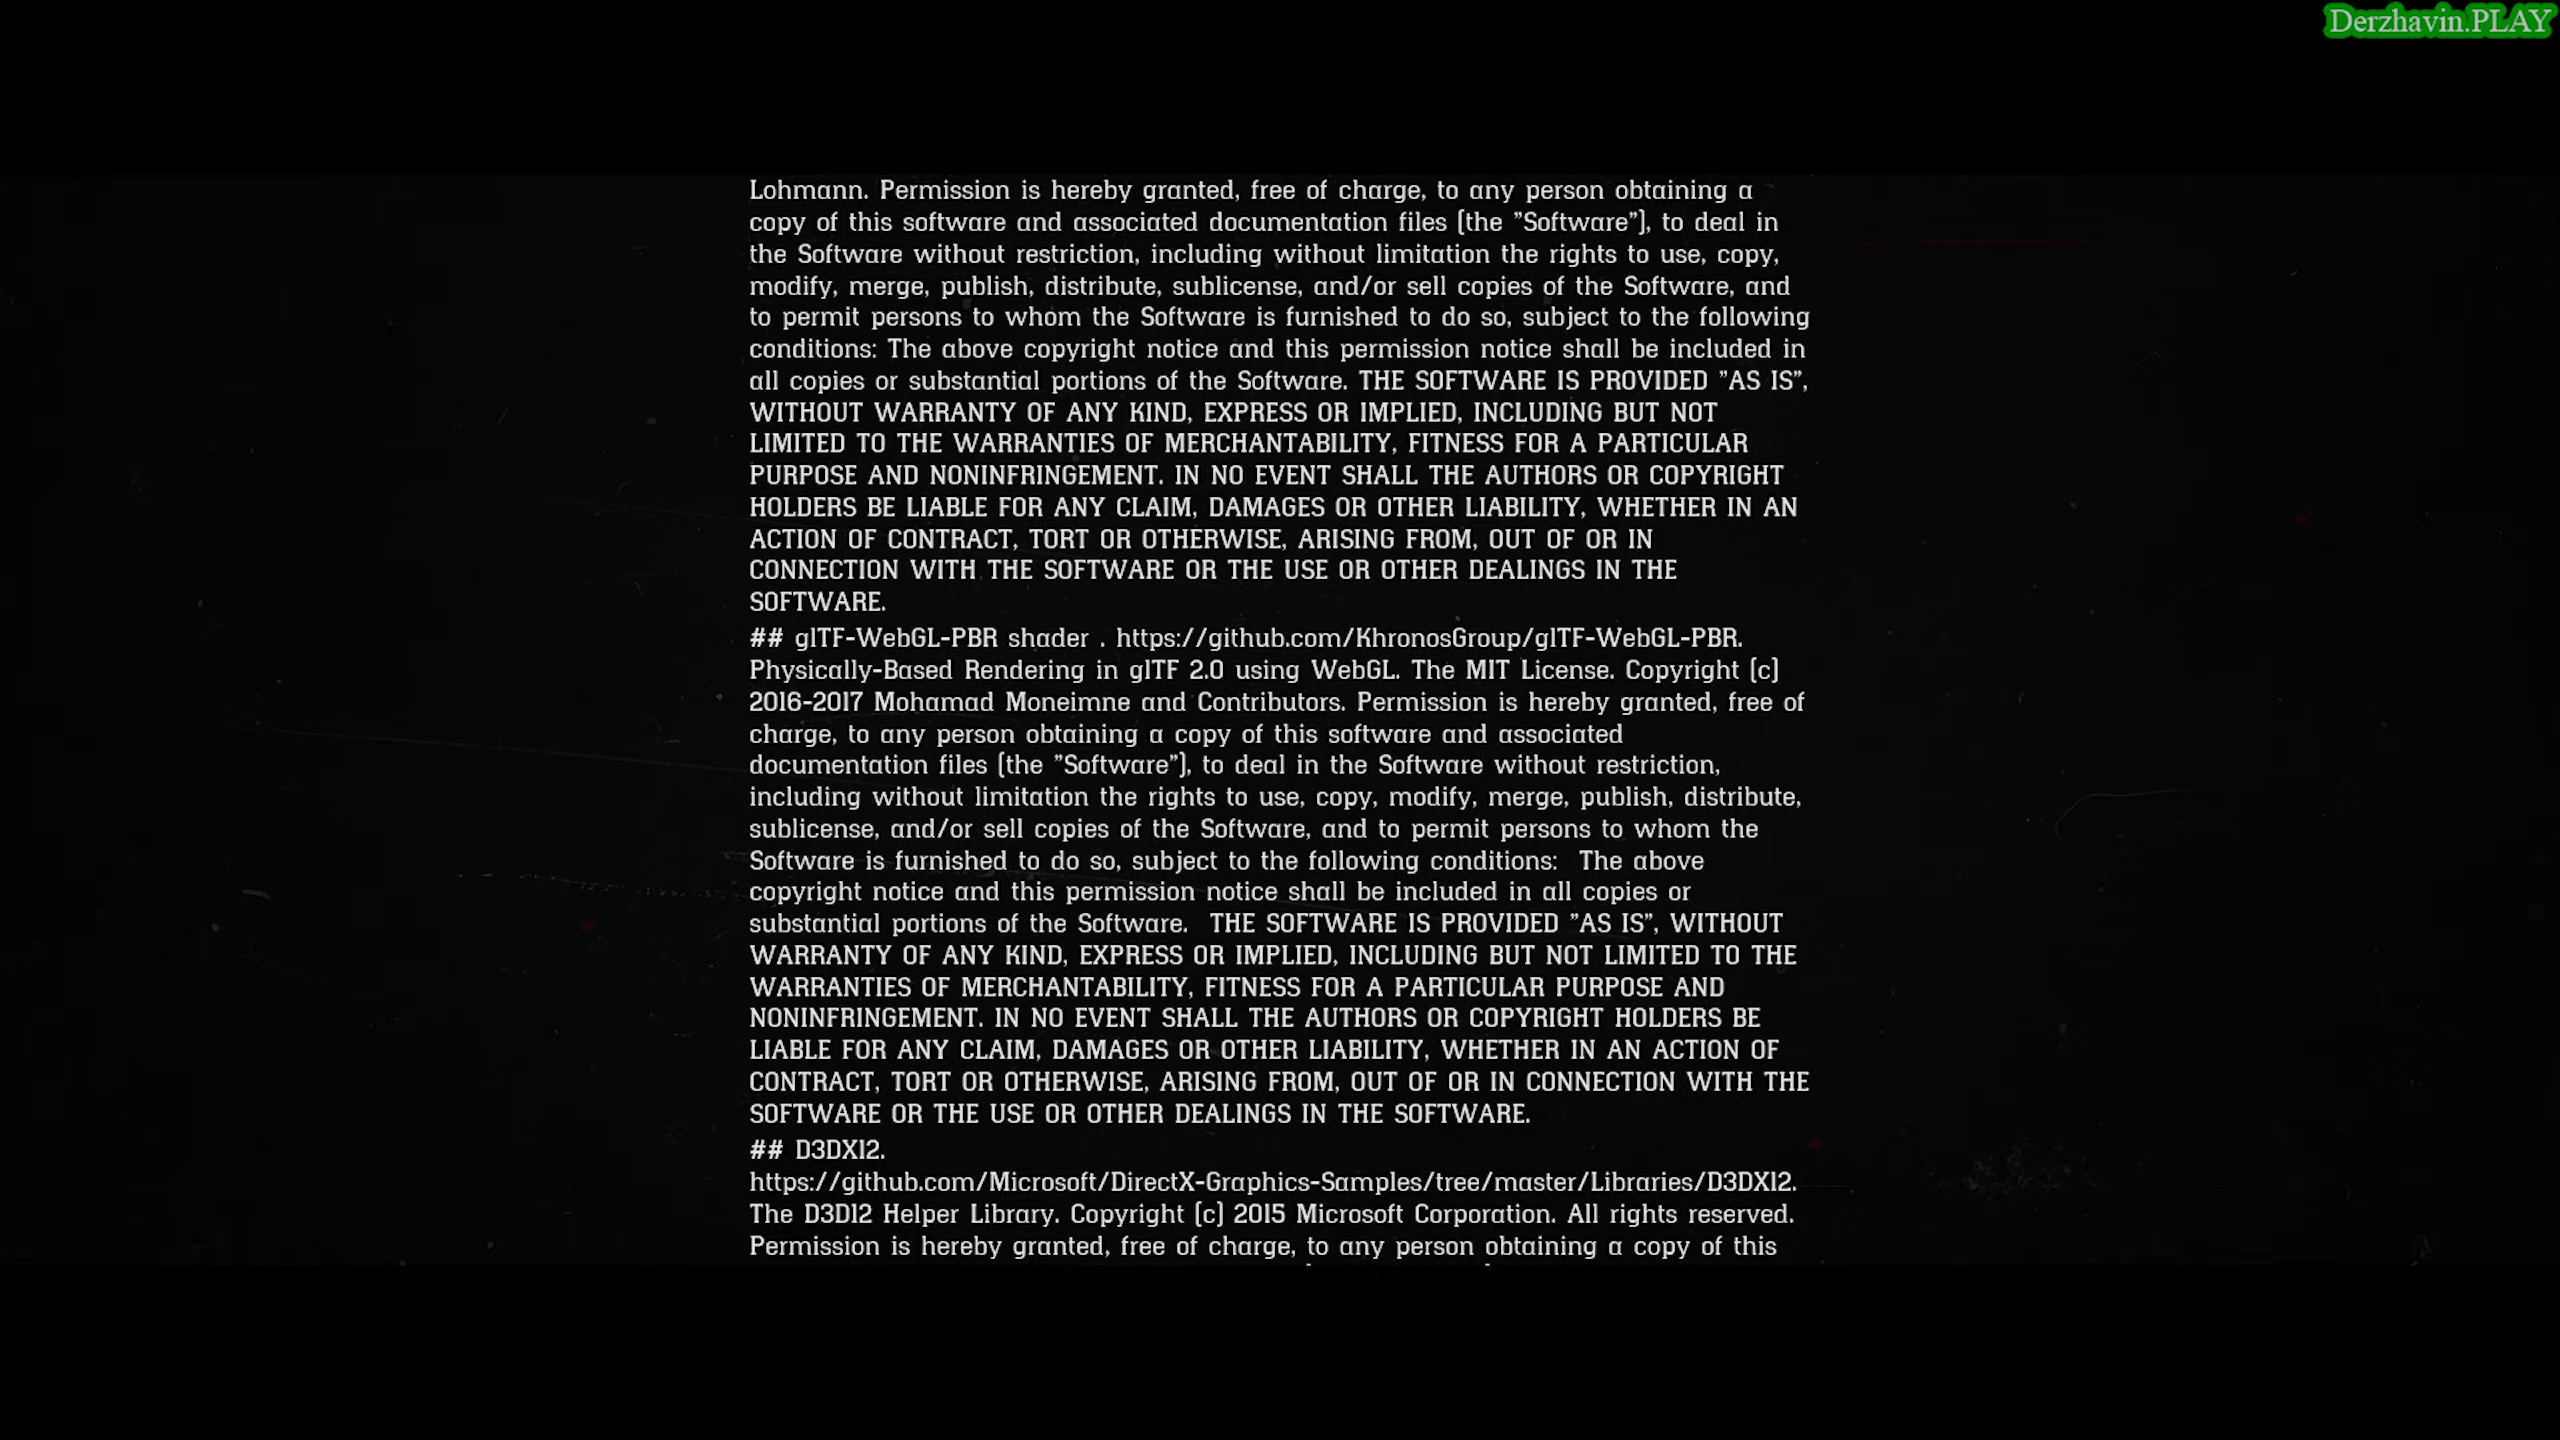 Derzhavin.PLAY
Lohmann. Permission is hereby granted, free of charge, to any person obtaining a
copy of this software and associated documentation files (the ”Software”), to deal in
the Software without restriction, including without limitation the rights to use, copy,
modify, merge, publish, distribute, sublicense, and/or sell copies of the Software, and
to permit persons to whom the Software is furnished to do so, subject to the following
conditions: The above copyright notice and this permission notice shall be included in
all copies or substantial portions of the Software. THE SOFTWARE IS PROVIDED ”AS IS”,
WITHOUT WARRANTY OF ANY KIND, EXPRESS OR IMPLIED, INCLUDING BUT NOT
LIMITED TO THE WARRANTIES OF MERCHANTABILITY, FITNESS FOR A PARTICULAR
PURPOSE AND NONINFRINGEMENT. IN NO EVENT SHALL THE AUTHORS OR COPYRIGHT
HOLDERS BE LIABLE FOR ANY CLAIM, DAMAGES OR OTHER LIABILITY, WHETHER IN AN
ACTION OF CONTRACT, TORT OR OTHERWISE, ARISING FROM, OUT OF OR IN
CONNECTION WITH THE SOFTWARE OR THE USE OR OTHER DEALINGS IN THE
SOFTWARE.
## glTF-WebGL-PBR shader . https://github.com/KhronosGroup/glTF-WebGL-PBR.
Physically-Based Rendering in glTF 2.0 using WebGL. The MIT License. Copyright (c)
2016-2017 Mohamad Moneimne and Contributors. Permission is hereby granted, free of
charge, to any person obtaining a copy of this software and associated
documentation files (the ”Software”), to deal in the Software without restriction,
including without limitation the rights to use, copy, modify, merge, publish, distribute,
sublicense, and/or sell copies of the Software, and to permit persons to whom the
Software is furnished to do so, subject to the following conditions:  The above
copyright notice and this permission notice shall be included in all copies or
substantial portions of the Software.  THE SOFTWARE IS PROVIDED ”AS IS”, WITHOUT
WARRANTY OF ANY KIND, EXPRESS OR IMPLIED, INCLUDING BUT NOT LIMITED TO THE
WARRANTIES OF MERCHANTABILITY, FITNESS FOR A PARTICULAR PURPOSE AND
NONINFRINGEMENT. IN NO EVENT SHALL THE AUTHORS OR COPYRIGHT HOLDERS BE
LIABLE FOR ANY CLAIM, DAMAGES OR OTHER LIABILITY, WHETHER IN AN ACTION OF
CONTRACT, TORT OR OTHERWISE, ARISING FROM, OUT OF OR IN CONNECTION WITH THE
SOFTWARE OR THE USE OR OTHER DEALINGS IN THE SOFTWARE.
## D3DX12.
https://github.com/Microsoft/DirectX-Graphics-Samples/tree/master/Libraries/D3DX12.
The D3D12 Helper Library. Copyright (c) 2015 Microsoft Corporation. All rights reserved.
Permission is hereby granted, free of charge, to any person obtaining a copy of this